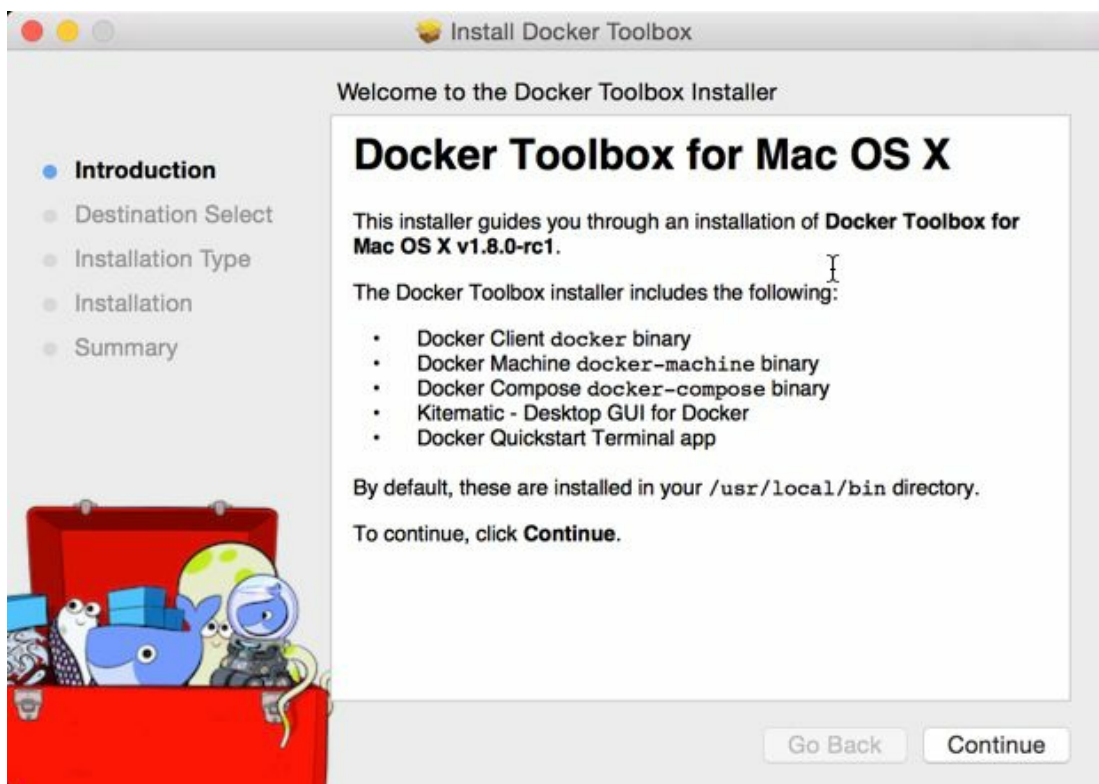 Install Docker Toolbox
Welcome to the Docker Toolbox Installer
Introduction
Destination Select
Installation Type
Installation
Summary
Docker Toolbox for Mac OS X
This installer guides you through an installation of Docker Toolbox for
Mac OS X v1.8.0-rc1.
The Docker Toolbox installer includes the following:
• Docker Client docker binary
• Docker Machine docker-machine binary
• Docker Compose docker-compose binary
• Kitematic - Desktop GUI for Docker
• Docker Quickstart Terminal app
By default, these are installed in your /usr/local/bin directory.
To continue, click Continue.
Go Back
Continue